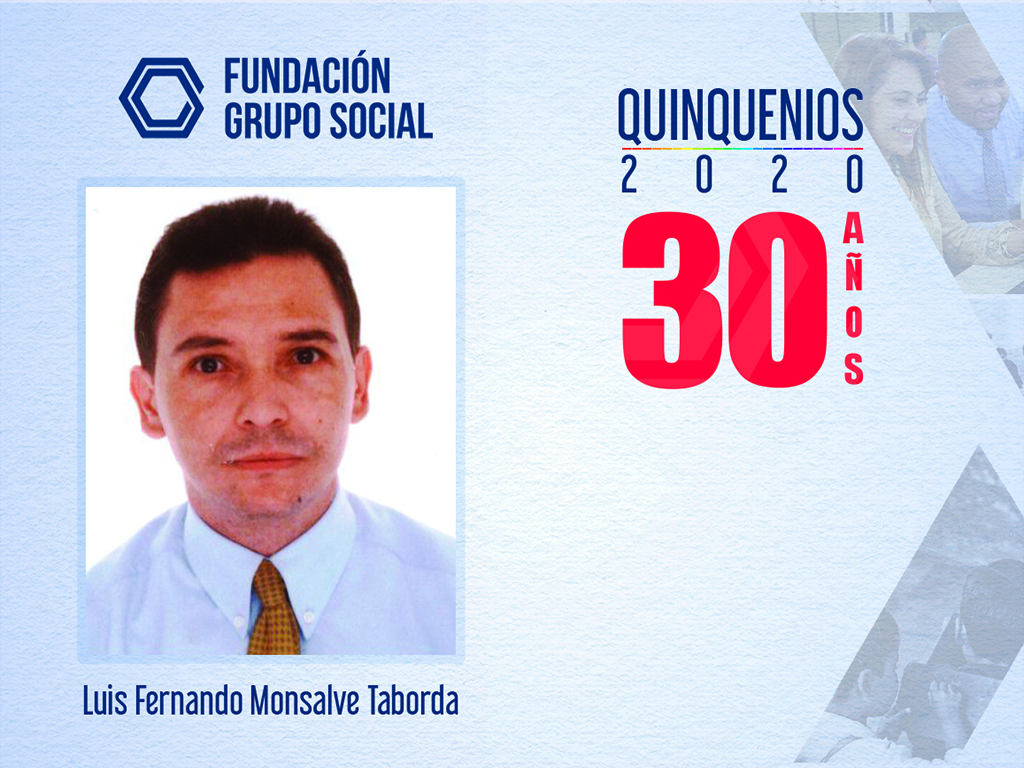 FUNDACIÓN
GRUPO SOCIAL
QUINQUENIOS
2020
30
AÑOS
Luis Fernando Monsalve Taborda